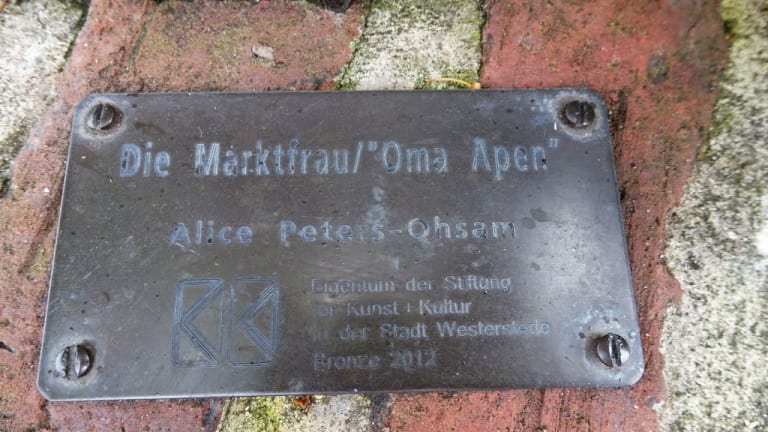 Die Marktfrau/"Oma Apen"
Alice Peters-Ohsam
Eigentum der Stiftung
für Kunst+Kultur
in der Stadt Westerstede
Bronze 2012